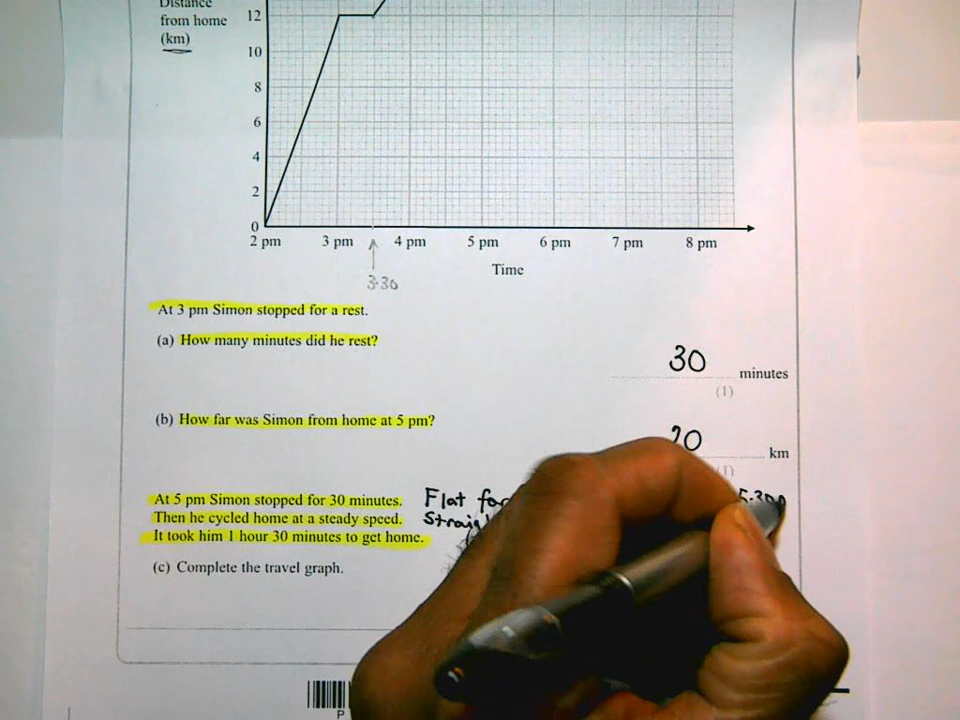 Distance
from home
(km)
12
10
8
6
4
2
0
2 pm 3 pm 4 pm 5 pm 6 pm 7 pm 8 pm
Time
3.30
At 3 pm Simon stopped for a rest.
(a) How many minutes did he rest?
30 minutes
(1)
(b) How far was Simon from home at 5 pm?
20 km
(1)
At 5 pm Simon stopped for 30 minutes. Flat for
Then he cycled home at a steady speed.
It took him 1 hour 30 minutes to get home.
(c) Complete the travel graph.
P